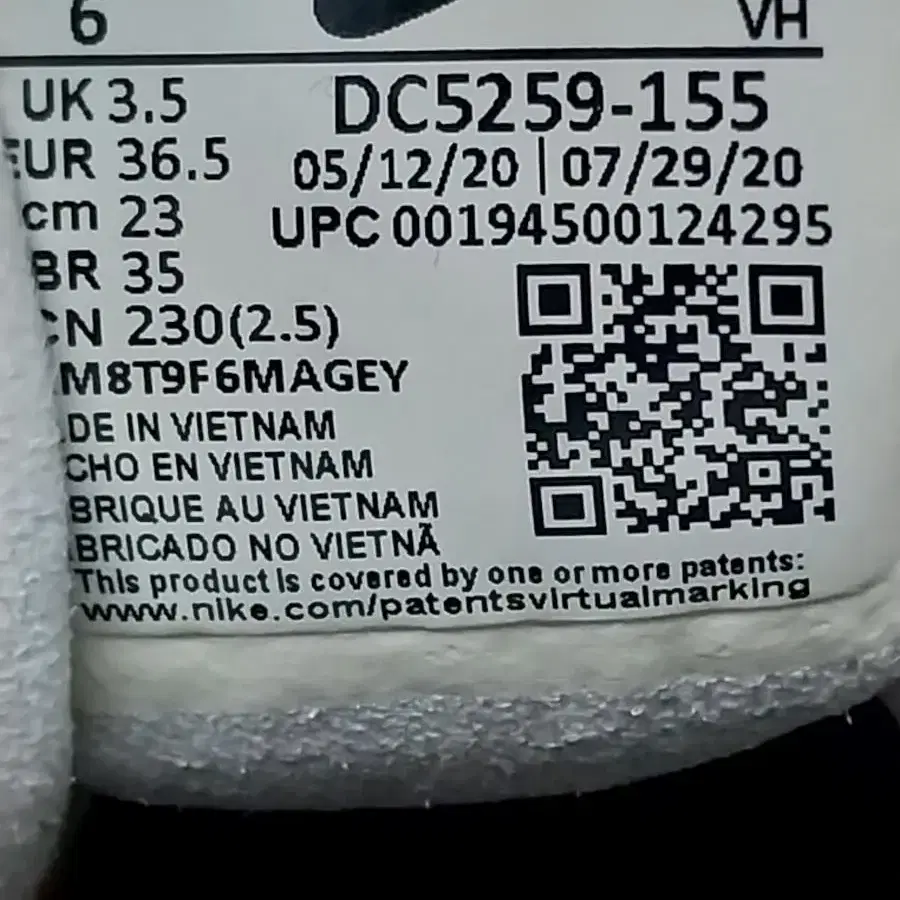 6
VH
UK 3.5
DC5259-155
EUR 36.5
05/12/20 | 07/29/20
cm 23
UPC 00194500124295
BR 35
CN 230(2.5)
M8T9F6MAGEY
DE IN VIETNAM
CHO EN VIETNAM
BRIQUE AU VIETNAM
BRICADO NO VIETNÃ
This product is covered by one or more patents:
www.nike.com/patentsvirtualmarking